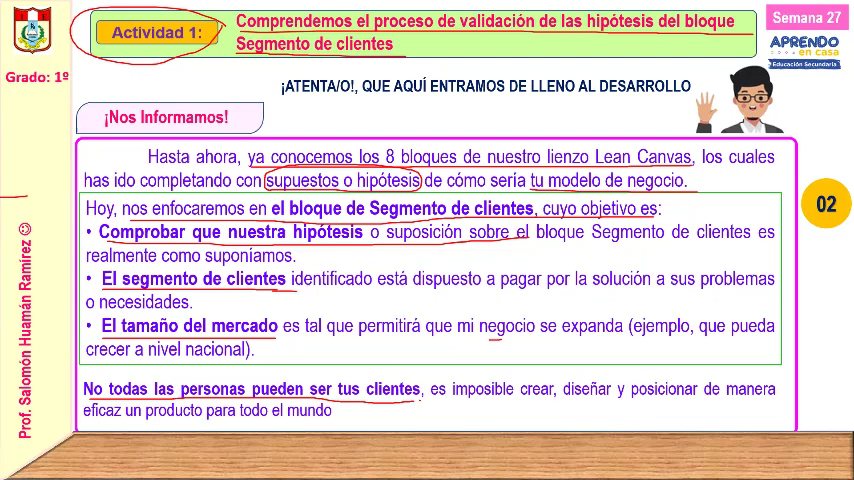 Actividad 1:
Comprendemos el proceso de validación de las hipótesis del bloque
Segmento de clientes
Semana 27
APRENDO
en casa
Educación Secundaria
Grado: 1º
¡ATENTA/O!, QUE AQUÍ ENTRAMOS DE LLENO AL DESARROLLO
¡Nos Informamos!
Hasta ahora, ya conocemos los 8 bloques de nuestro lienzo Lean Canvas, los cuales
has ido completando con supuestos o hipótesis de cómo sería tu modelo de negocio.
Hoy, nos enfocaremos en el bloque de Segmento de clientes, cuyo objetivo es:
• Comprobar que nuestra hipótesis o suposición sobre el bloque Segmento de clientes es
realmente como suponíamos.
• El segmento de clientes identificado está dispuesto a pagar por la solución a sus problemas
o necesidades.
• El tamaño del mercado es tal que permitirá que mi negocio se expanda (ejemplo, que pueda
crecer a nivel nacional).
No todas las personas pueden ser tus clientes, es imposible crear, diseñar y posicionar de manera
eficaz un producto para todo el mundo
02
Prof. Salomón Huamán Ramírez ☺